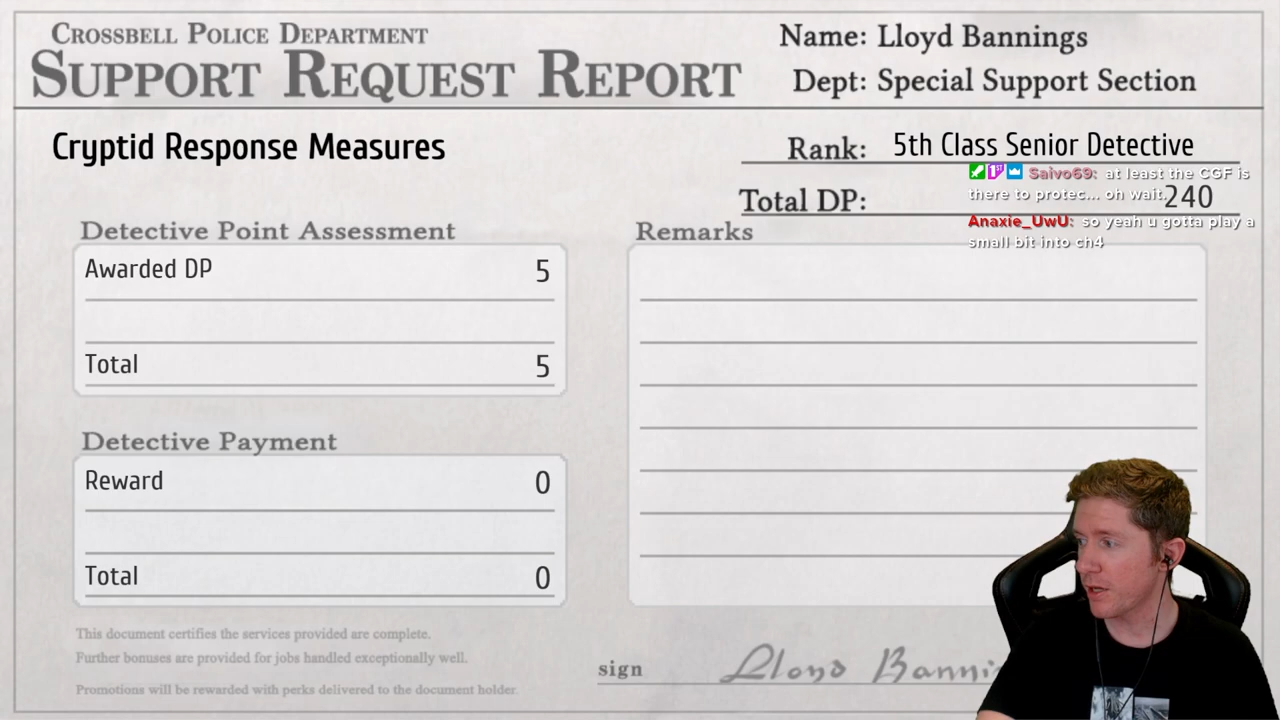 CROSSBELL POLICE DEPARTMENT
SUPPORT REQUEST REPORT
Name: Lloyd Bannings
Dept: Special Support Section
Cryptid Response Measures
Rank: 5th Class Senior Detective
Saivo69: at least the CGF is
there to protec... oh wait.
Total DP: 240
Anaxie_UwU: so yeah u gotta play a
small bit into ch4
Detective Point Assessment
Awarded DP 5
Total 5
Remarks
Detective Payment
Reward 0
Total 0
This document certifies the services provided are complete.
Further bonuses are provided for jobs handled exceptionally well.
Promotions will be rewarded with perks delivered to the document holder.
sign Lloyd Bannin